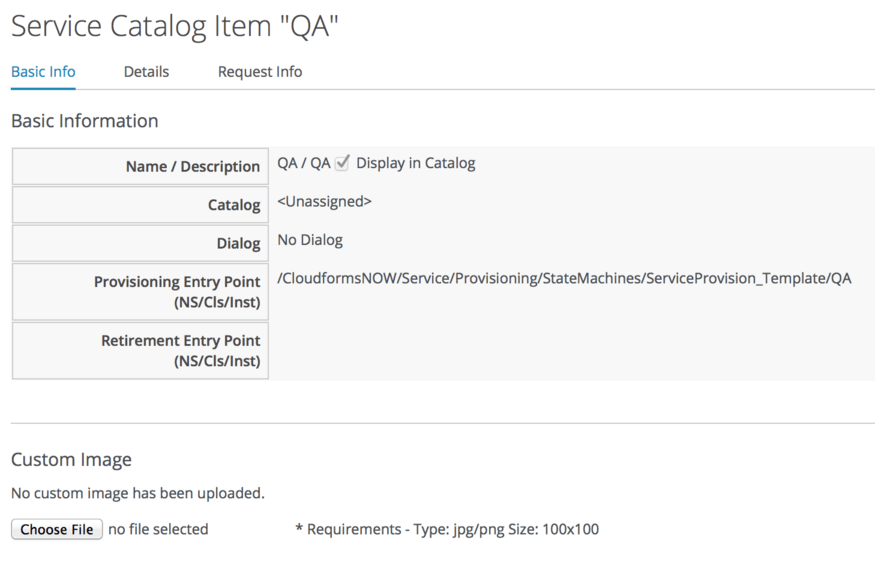 Service Catalog Item "QA"
Basic Info Details Request Info
Basic Information
Name / Description QA / QA Display in Catalog
Catalog <Unassigned>
Dialog No Dialog
Provisioning Entry Point /CloudformsNOW/Service/Provisioning/StateMachines/ServiceProvision_Template/QA
(NS/Cls/Inst)
Retirement Entry Point
(NS/Cls/Inst)
Custom Image
No custom image has been uploaded.
Choose File no file selected * Requirements - Type: jpg/png Size: 100x100